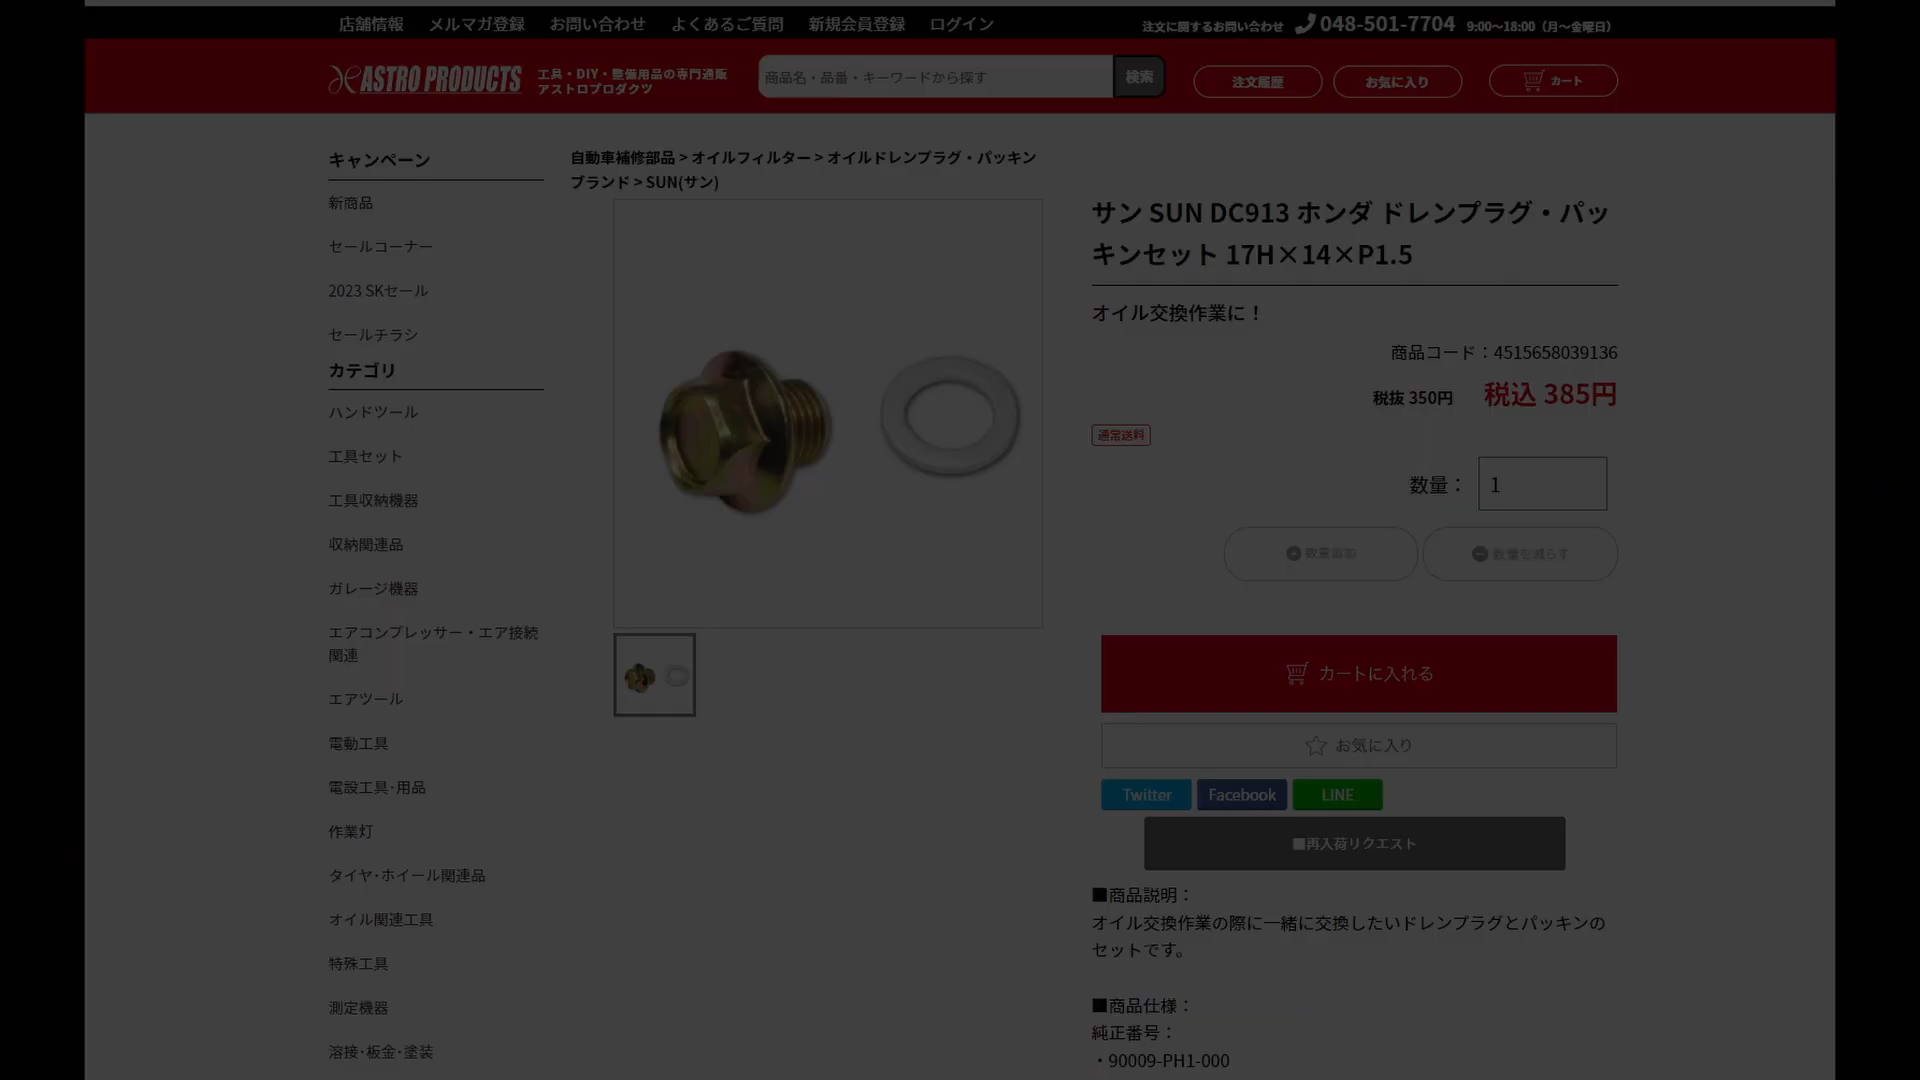 店舗情報 メルマガ登録 お問い合わせ よくあるご質問 新規会員登録 ログイン 注文に関するお問い合わせ 048-501-7704 9:00～18:00（月～金曜日）
ASTRO PRODUCTS 工具・DIY・整備用品の専門通販
アストロプロダクツ
商品名・品番・キーワードから探す 検索 注文履歴 お気に入り カート
キャンペーン
新商品
セールコーナー
2023 SKセール
セールチラシ
カテゴリ
ハンドツール
工具セット
工具収納機器
収納関連品
ガレージ機器
エアコンプレッサー・エア接続
関連
エアツール
電動工具
電設工具･用品
作業灯
タイヤ･ホイール関連品
オイル関連工具
特殊工具
測定機器
溶接･板金･塗装
自動車補修部品 > オイルフィルター > オイルドレンプラグ・パッキン
ブランド > SUN(サン)
サン SUN DC913 ホンダ ドレンプラグ・パッ
キンセット 17H×14×P1.5
オイル交換作業に！
商品コード：4515658039136
税抜 350円 税込 385円
通常送料
数量： 1
数量追加 数量を減らす
カートに入れる
お気に入り
Twitter Facebook LINE
■再入荷リクエスト
■商品説明：
オイル交換作業の際に一緒に交換したいドレンプラグとパッキンの
セットです。
■商品仕様：
純正番号：
・90009-PH1-000